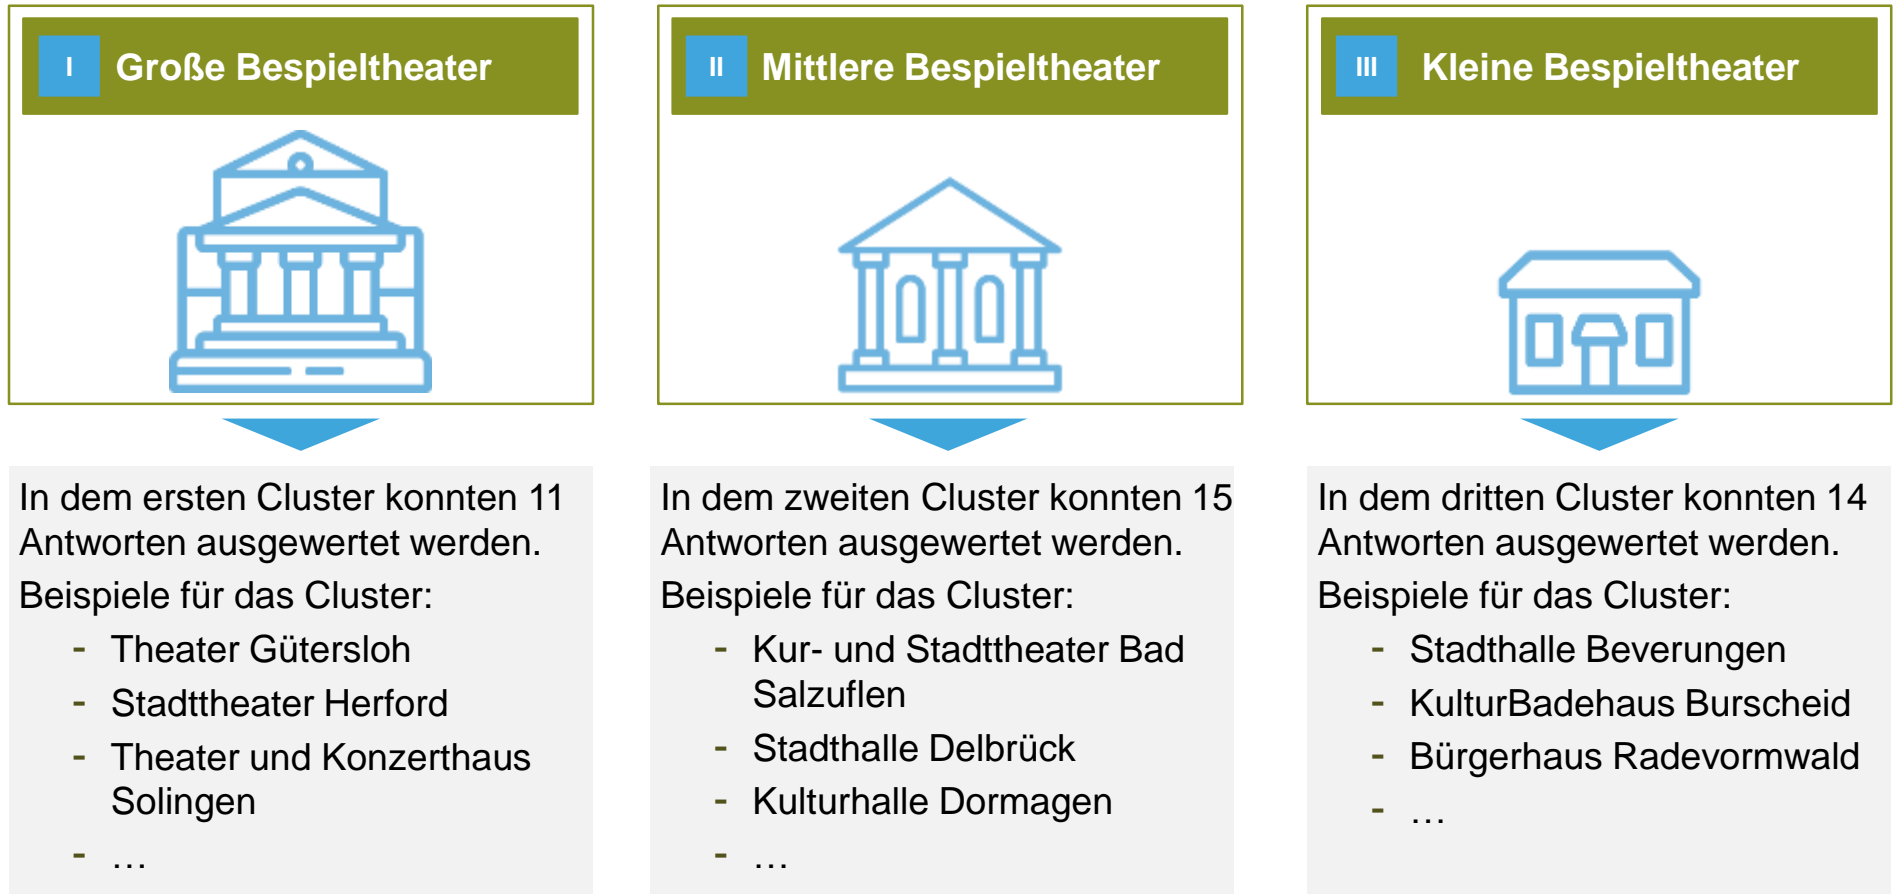 I Große Bespieltheater
In dem ersten Cluster konnten 11
Antworten ausgewertet werden.
Beispiele für das Cluster:
- Theater Gütersloh
- Stadttheater Herford
- Theater und Konzerthaus
Solingen
- …
II Mittlere Bespieltheater
In dem zweiten Cluster konnten 15
Antworten ausgewertet werden.
Beispiele für das Cluster:
- Kur- und Stadttheater Bad
Salzuflen
- Stadthalle Delbrück
- Kulturhalle Dormagen
- …
III Kleine Bespieltheater
In dem dritten Cluster konnten 14
Antworten ausgewertet werden.
Beispiele für das Cluster:
- Stadthalle Beverungen
- KulturBadehaus Burscheid
- Bürgerhaus Radevormwald
- …